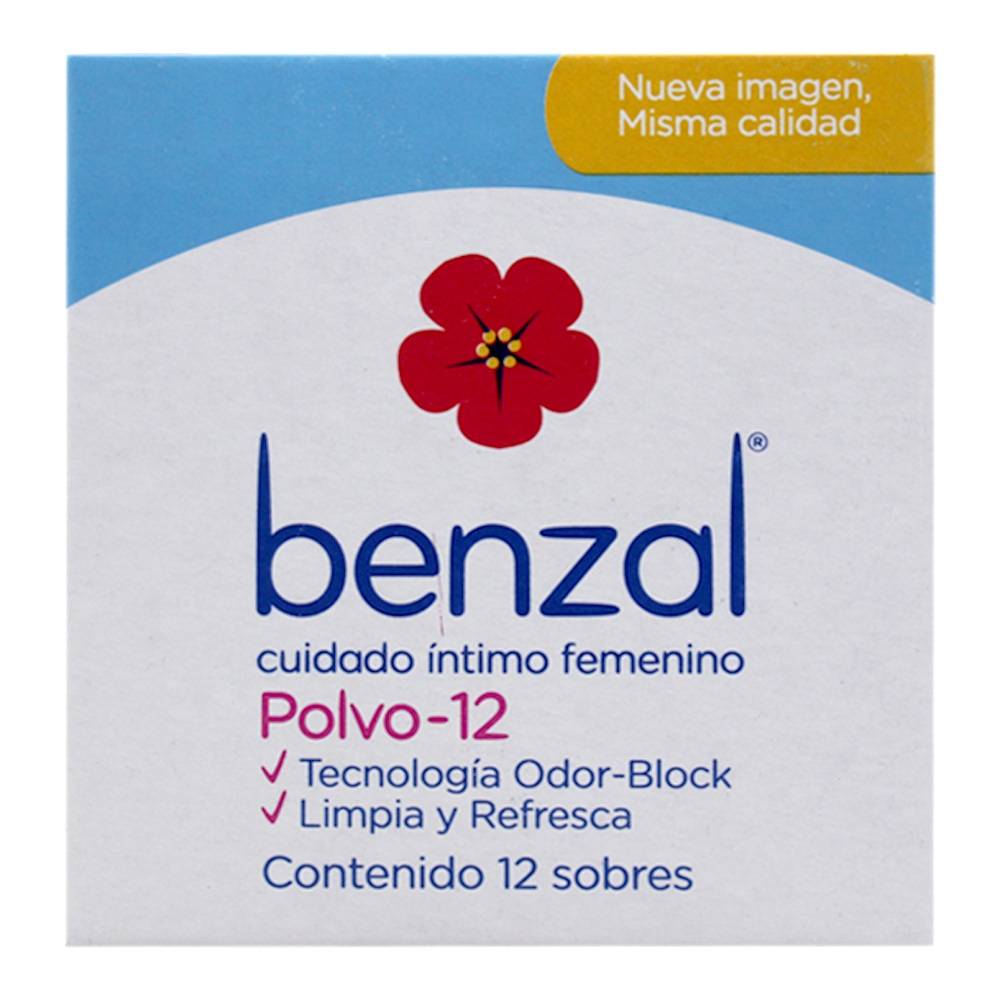 Nueva imagen,
Misma calidad
benzal®
cuidado íntimo femenino
Polvo-12
✓ Tecnología Odor-Block
✓ Limpia y Refresca
Contenido 12 sobres